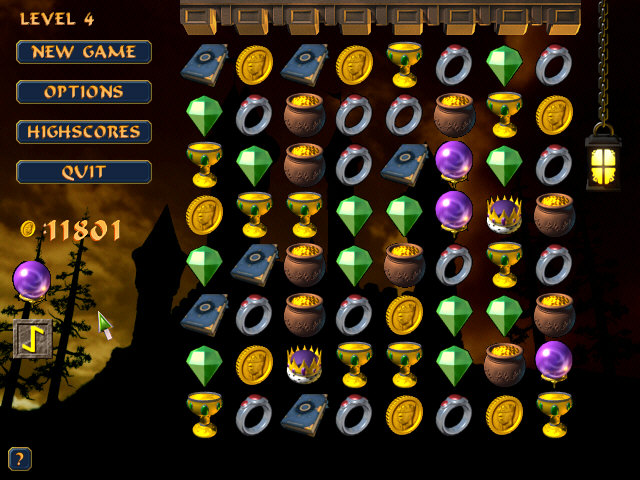 LEVEL 4
NEW GAME
OPTIONS
HIGHSCORES
QUIT
:11801
?